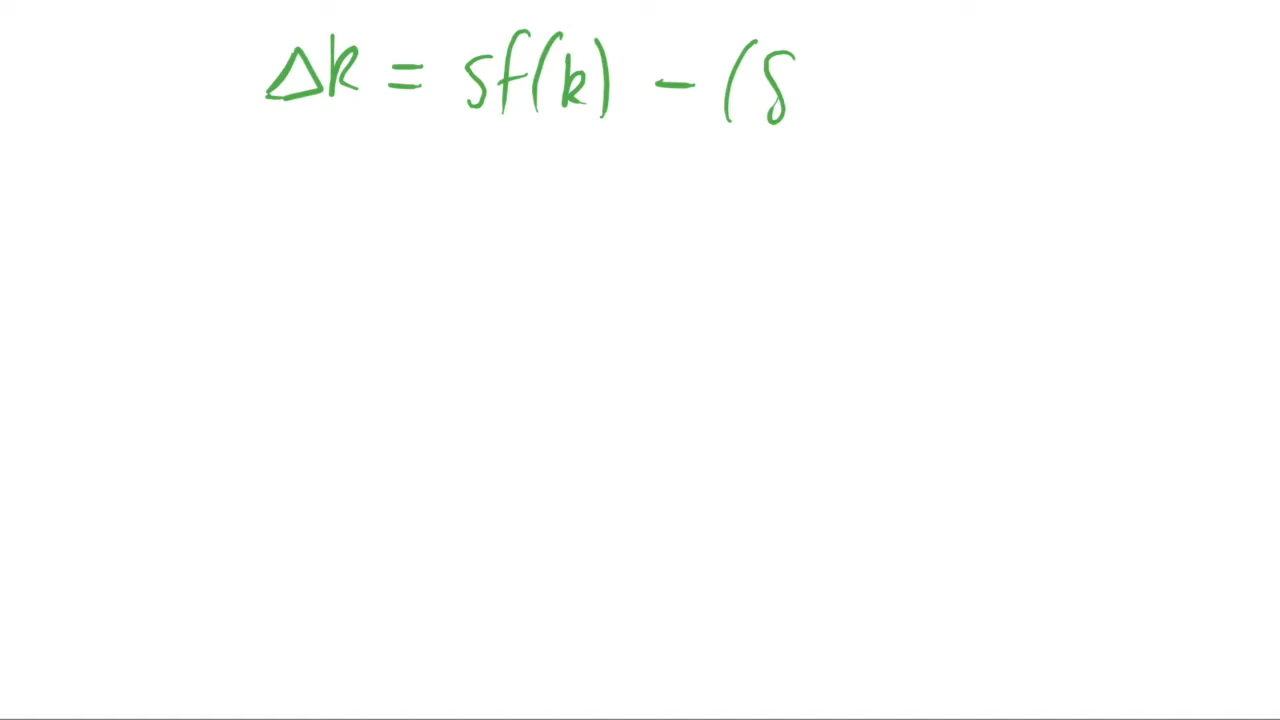 Δk = sf(k) - (δ